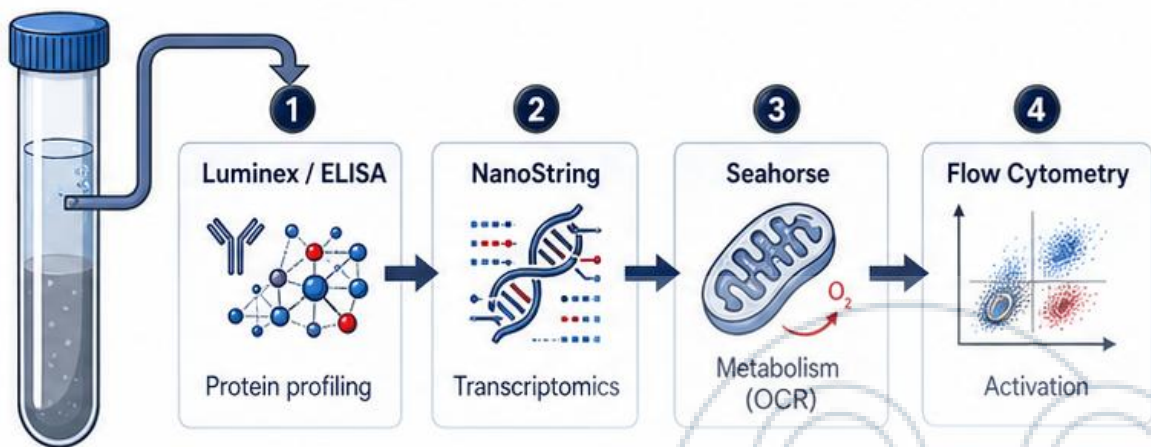 1
Luminex / ELISA
Protein profiling
2
NanoString
Transcriptomics
3
Seahorse
O₂
Metabolism
(OCR)
4
Flow Cytometry
Activation